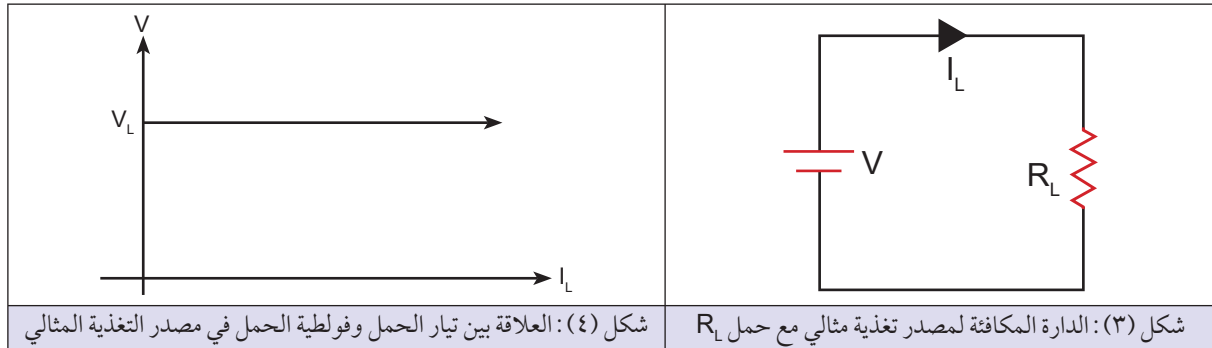 I_L
V
R_L
شكل (٣): الدارة المكافئة لمصدر تغذية مثالي مع حمل R_L
V
V_L
I_L
شكل (٤): العلاقة بين تيار الحمل وفولطية الحمل في مصدر التغذية المثالي